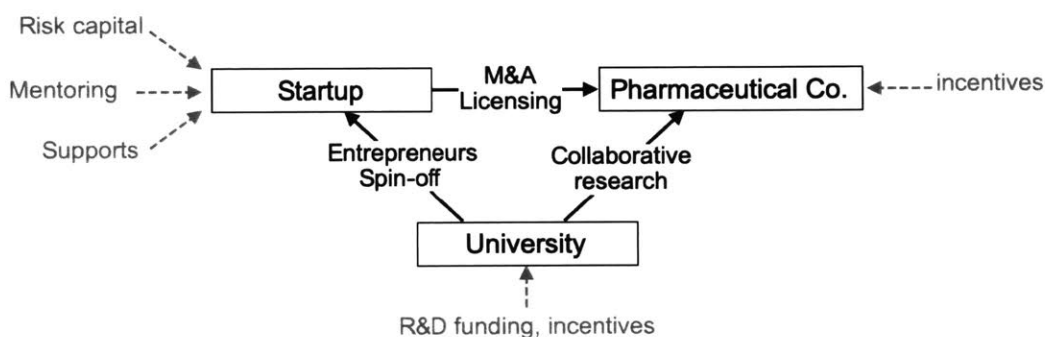 Risk capital
Mentoring
Supports
Startup
M&A
Licensing
Pharmaceutical Co.
incentives
Entrepreneurs
Spin-off
Collaborative
research
University
R&D funding, incentives